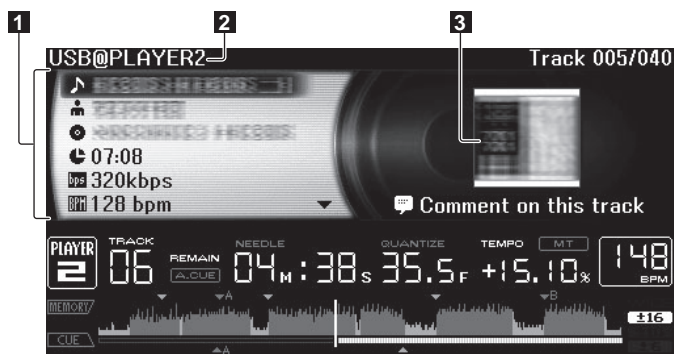 1 2 3
USB@PLAYER2 Track 005/040
07:08
bps 320kbps
BPM 128 bpm
Comment on this track
PLAYER 2
TRACK 06
REMAIN
A.CUE
NEEDLE
04M:38S
QUANTIZE
35.5F
TEMPO MT
+15.10%
148 BPM
MEMORY A B
±16
CUE A